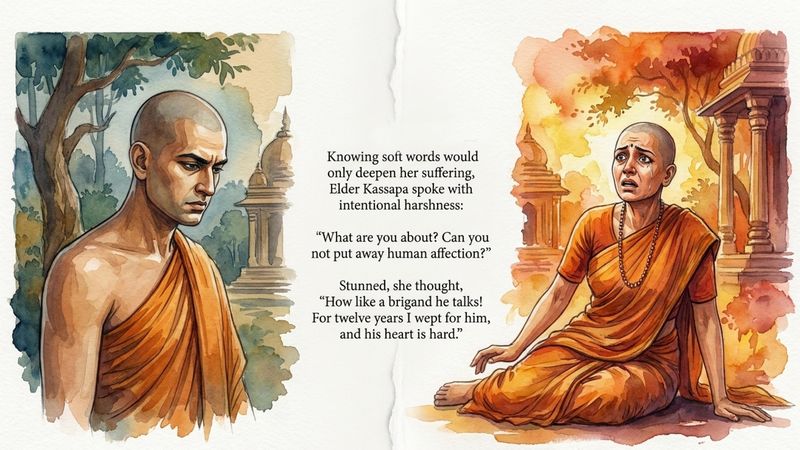 Knowing soft words would
only deepen her suffering,
Elder Kassapa spoke with
intentional harshness:
“What are you about? Can you
not put away human affection?”
Stunned, she thought,
“How like a brigand he talks!
For twelve years I wept for him,
and his heart is hard.”